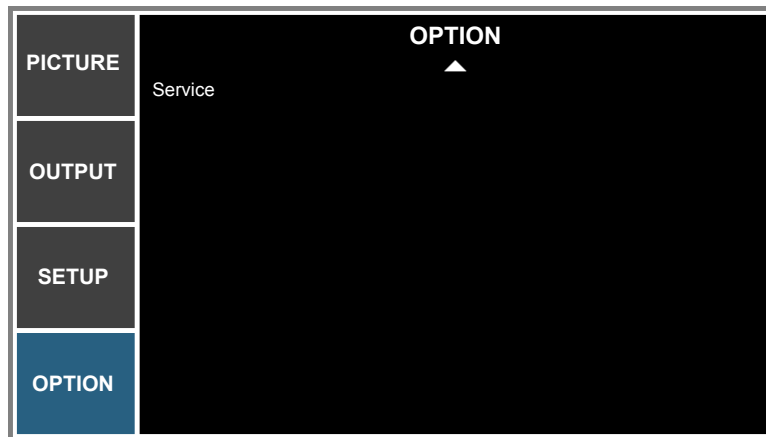 PICTURE
OUTPUT
SETUP
OPTION
OPTION
Service